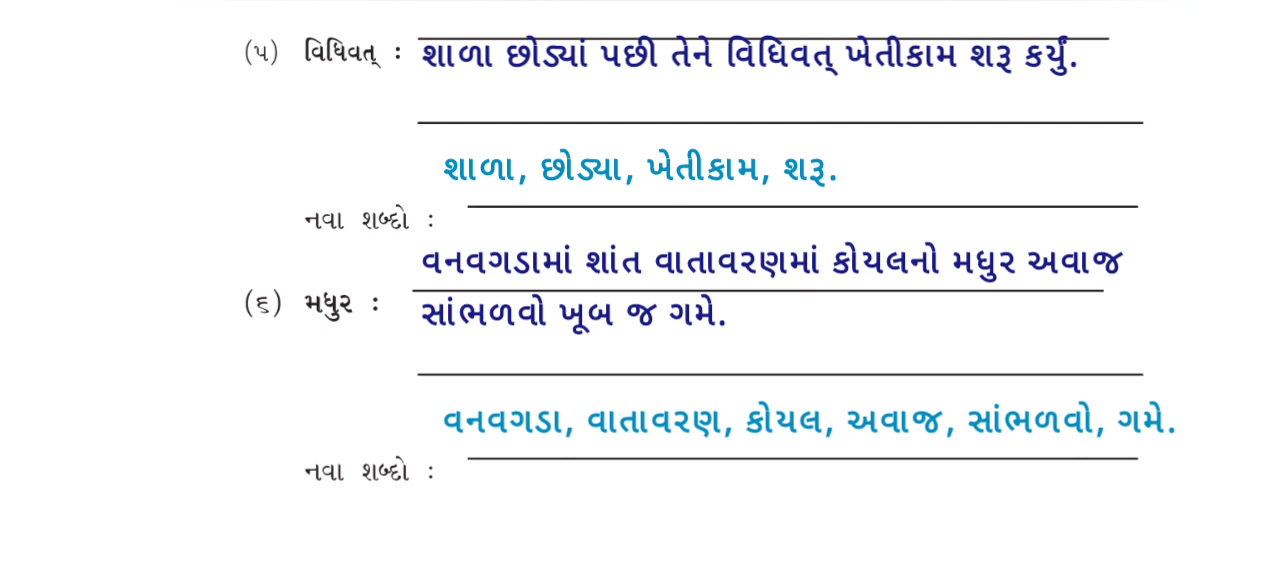 (૫) વિધિવત્ : શાળા છોડ્યાં પછી તેને વિધિવત્ ખેતીકામ શરૂ કર્યું.
શાળા, છોડ્યા, ખેતીકામ, શરૂ.
નવા શબ્દો :
વનવગડામાં શાંત વાતાવરણમાં કોયલનો મધુર અવાજ
(૬) મધુર :
સાંભળવો ખૂબ જ ગમે.
વનવગડા, વાતાવરણ, કોયલ, અવાજ, સાંભળવો, ગમે.
નવા શબ્દો :